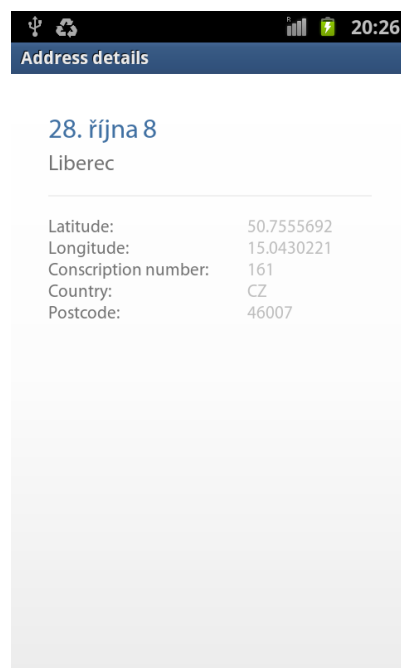 R
20:26
Address details
28. října 8
Liberec
Latitude: 50.7555692
Longitude: 15.0430221
Conscription number: 161
Country: CZ
Postcode: 46007